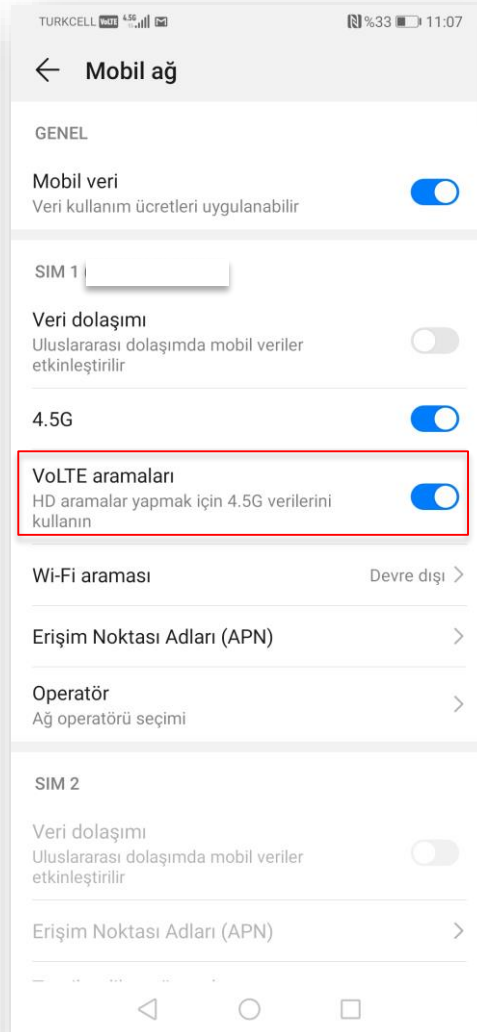 TURKCELL VoLTE 4.5G %33 11:07
Mobil ağ
GENEL
Mobil veri
Veri kullanım ücretleri uygulanabilir
SIM 1
Veri dolaşımı
Uluslararası dolaşımda mobil veriler
etkinleştirilir
4.5G
VoLTE aramaları
HD aramalar yapmak için 4.5G verilerini
kullanın
Wi-Fi araması Devre dışı
Erişim Noktası Adları (APN)
Operatör
Ağ operatörü seçimi
SIM 2
Veri dolaşımı
Uluslararası dolaşımda mobil veriler
etkinleştirilir
Erişim Noktası Adları (APN)